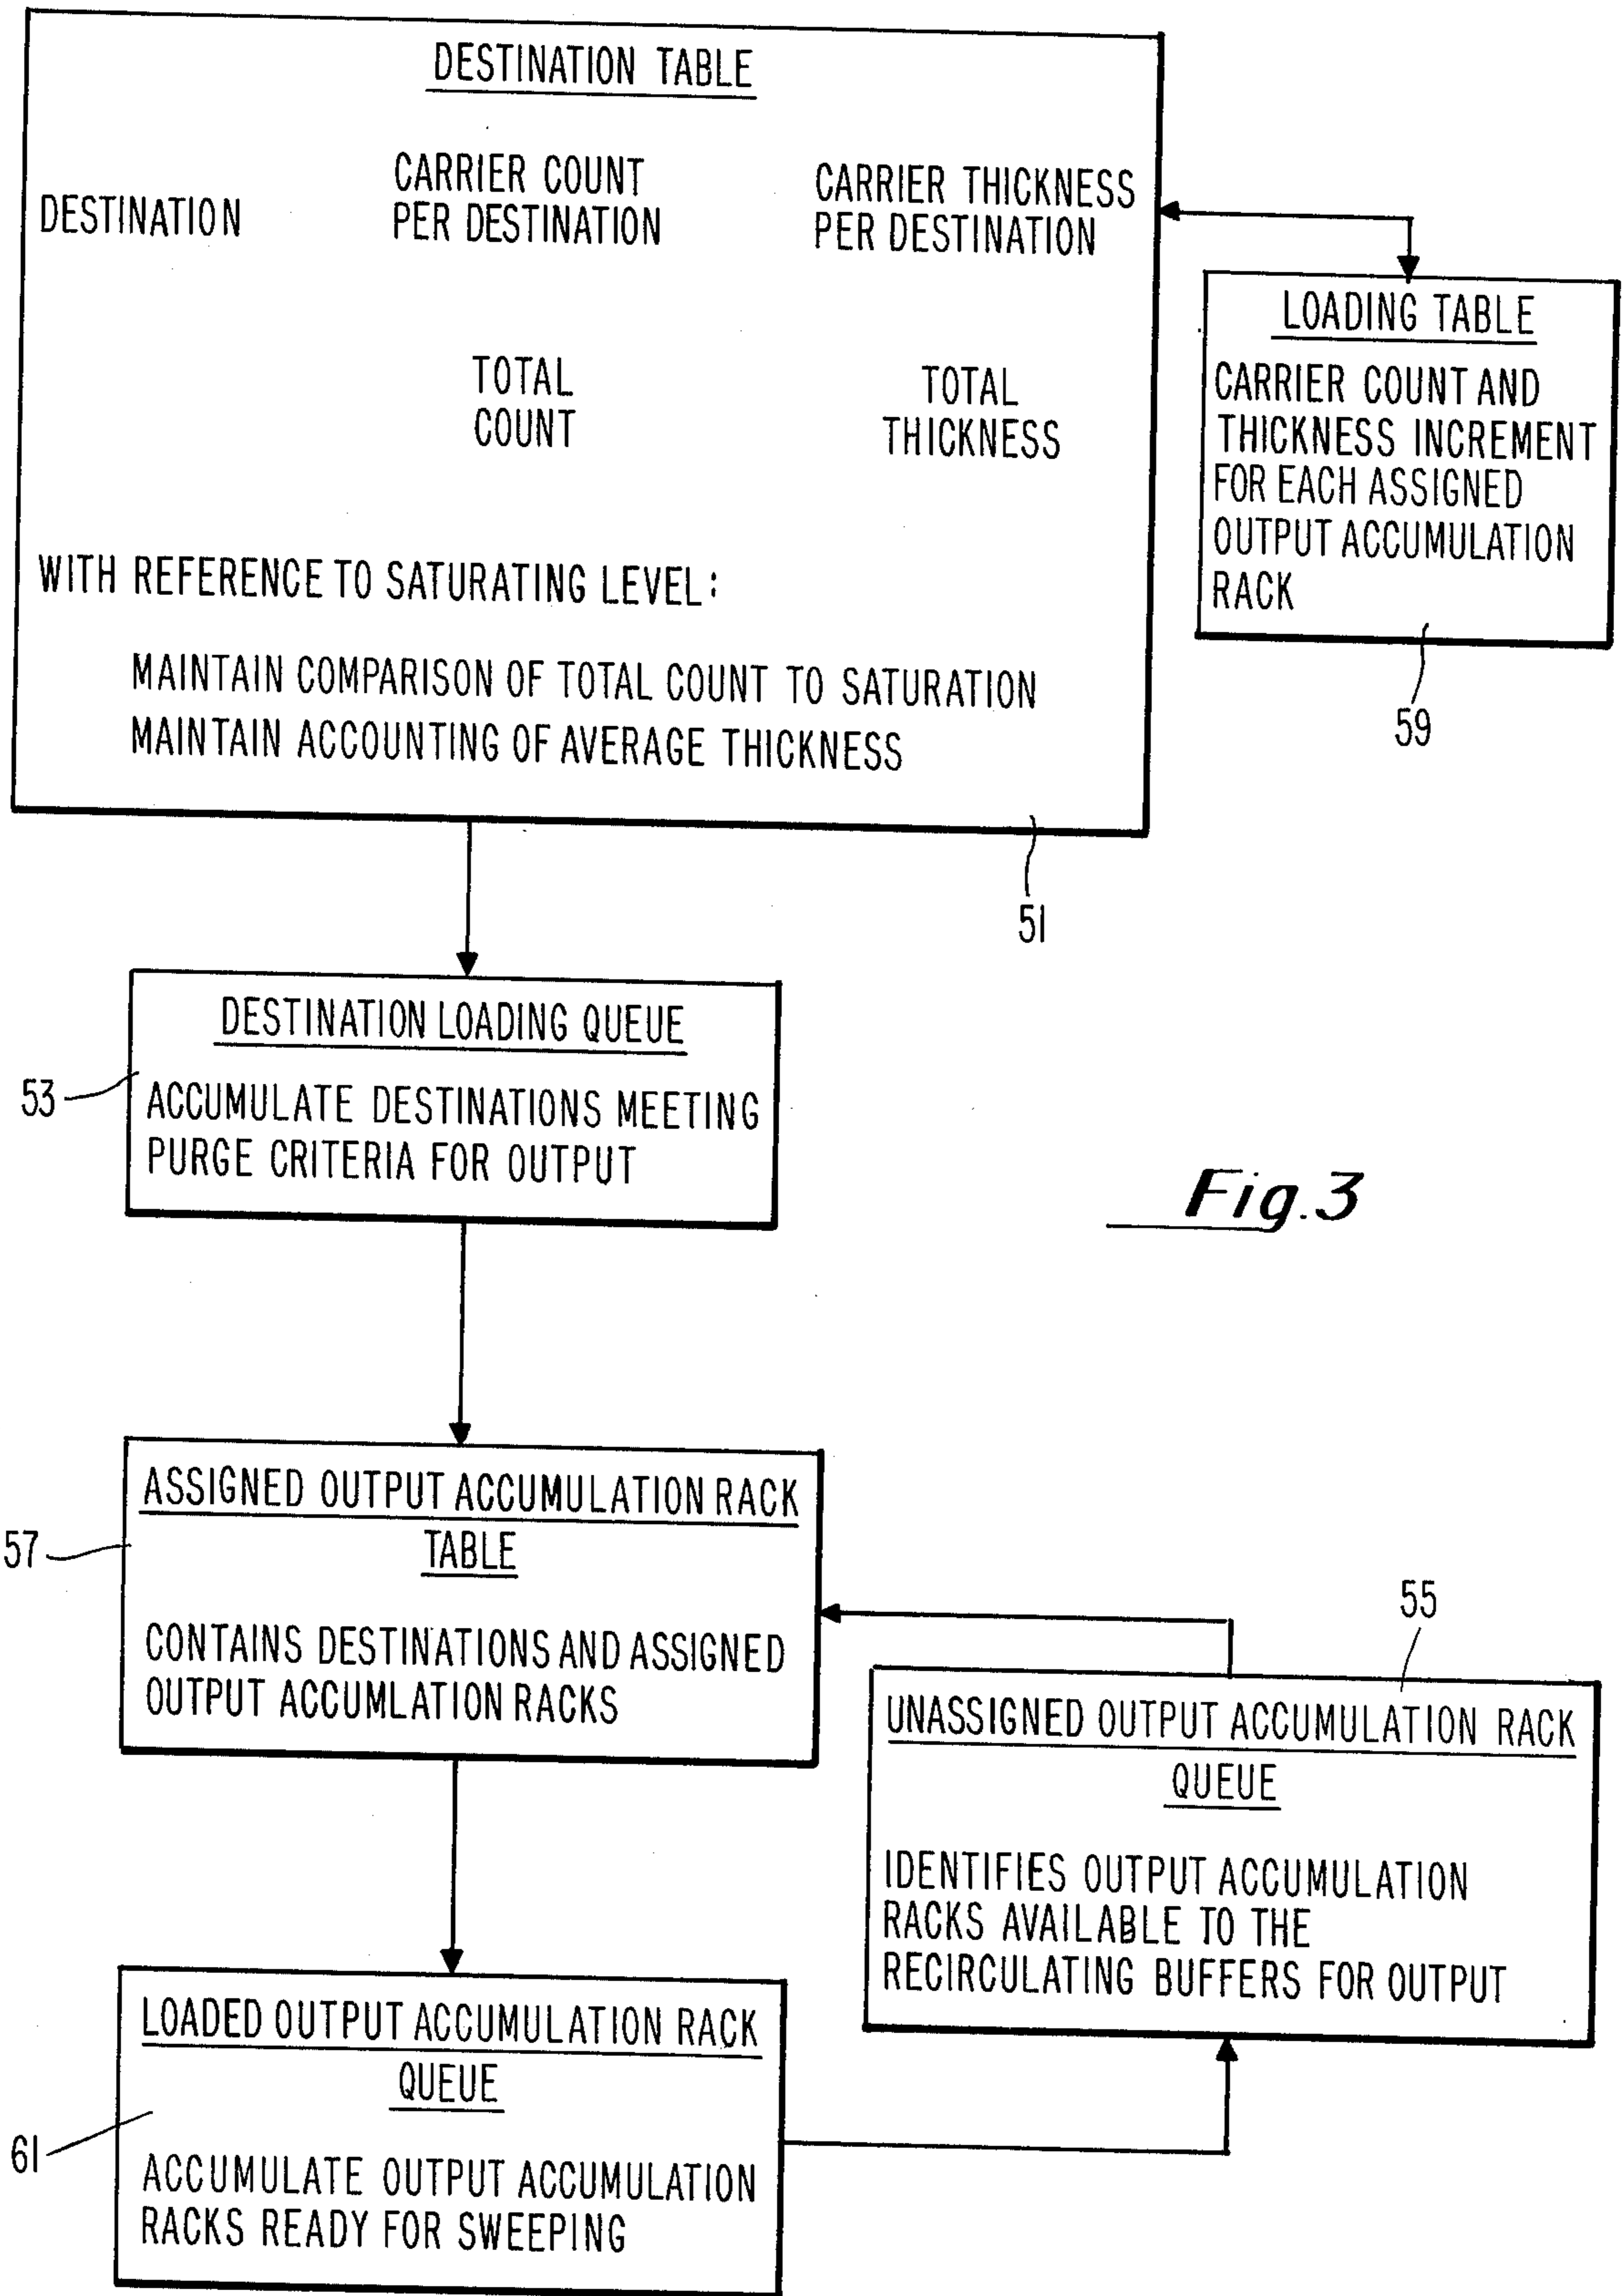 DESTINATION TABLE
DESTINATION
CARRIER COUNT
PER DESTINATION
CARRIER THICKNESS
PER DESTINATION
TOTAL
COUNT
TOTAL
THICKNESS
WITH REFERENCE TO SATURATING LEVEL:
MAINTAIN COMPARISON OF TOTAL COUNT TO SATURATION
MAINTAIN ACCOUNTING OF AVERAGE THICKNESS
51
LOADING TABLE
CARRIER COUNT AND
THICKNESS INCREMENT
FOR EACH ASSIGNED
OUTPUT ACCUMULATION
RACK
59
DESTINATION LOADING QUEUE
ACCUMULATE DESTINATIONS MEETING
PURGE CRITERIA FOR OUTPUT
53
Fig.3
ASSIGNED OUTPUT ACCUMULATION RACK
TABLE
CONTAINS DESTINATIONS AND ASSIGNED
OUTPUT ACCUMLATION RACKS
57
55
UNASSIGNED OUTPUT ACCUMULATION RACK
QUEUE
IDENTIFIES OUTPUT ACCUMULATION
RACKS AVAILABLE TO THE
RECIRCULATING BUFFERS FOR OUTPUT
LOADED OUTPUT ACCUMULATION RACK
QUEUE
ACCUMULATE OUTPUT ACCUMULATION
RACKS READY FOR SWEEPING
61